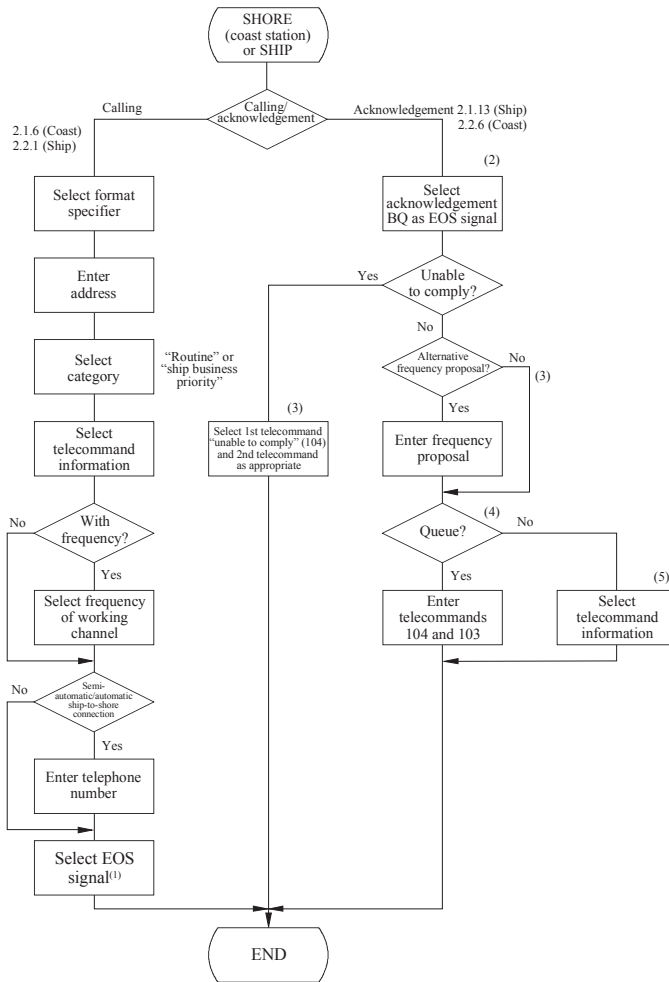 SHORE
(coast station)
or SHIP
Calling
Calling/
acknowledgement
Acknowledgement 2.1.13 (Ship)
2.2.6 (Coast)
2.1.6 (Coast)
2.2.1 (Ship)
(2)
Select format
specifier
Select
acknowledgement
BQ as EOS signal
Enter
address
Yes
Unable
to comply?
No
Select
category
“Routine” or
“ship business
priority”
Alternative
frequency proposal?
No
(3)
Yes
(3)
Select
telecommand
information
Select 1st telecommand
“unable to comply” (104)
and 2nd telecommand
as appropriate
Enter frequency
proposal
No
With
frequency?
(4)
Queue?
No
Yes
Yes
(5)
Select frequency
of working
channel
Enter
telecommands
104 and 103
Select
telecommand
information
No
Semi-
automatic/automatic
ship-to-shore
connection
Yes
Enter telephone
number
Select EOS
signal(1)
END